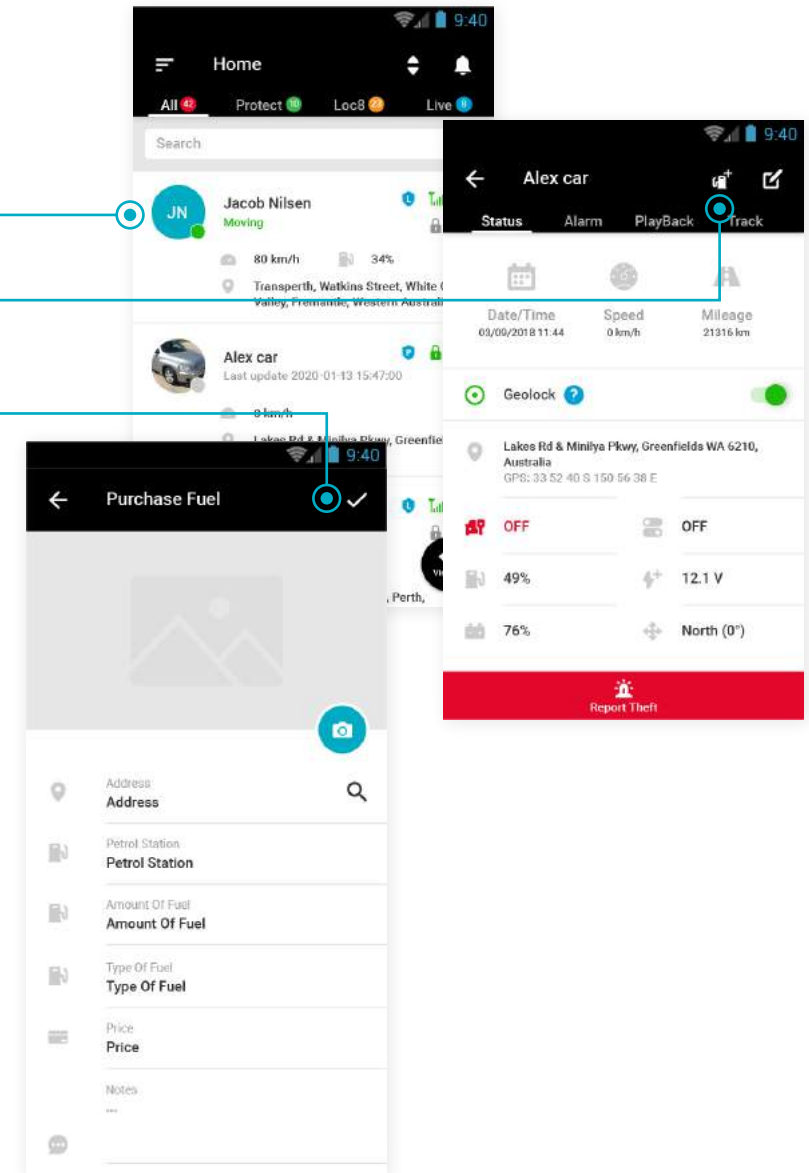 9:40
Home
All 42 Protect 10 Loc8 23 Live 9
Search
JN
Jacob Nilsen
Moving
80 km/h 34%
Transperth, Watkins Street, White
Valley, Fremantle, Western
Alex car
Last update 2020-01-13 15:47:00
0 km/h
Lakes Rd & Minilya Pkwy,
, Perth,
9:40
Alex car
Status Alarm PlayBack Track
Date/Time Speed Mileage
03/09/2018 11:44 0 km/h 21316 km
Geolock ?
Lakes Rd & Minilya Pkwy, Greenfields WA 6210,
Australia
GPS: 33 52 40 S 150 56 38 E
OFF OFF
49% 12.1 V
76% North (0°)
Report Theft
9:40
Purchase Fuel
Address
Address
Petrol Station
Petrol Station
Amount Of Fuel
Amount Of Fuel
Type Of Fuel
Type Of Fuel
Price
Price
Notes
...